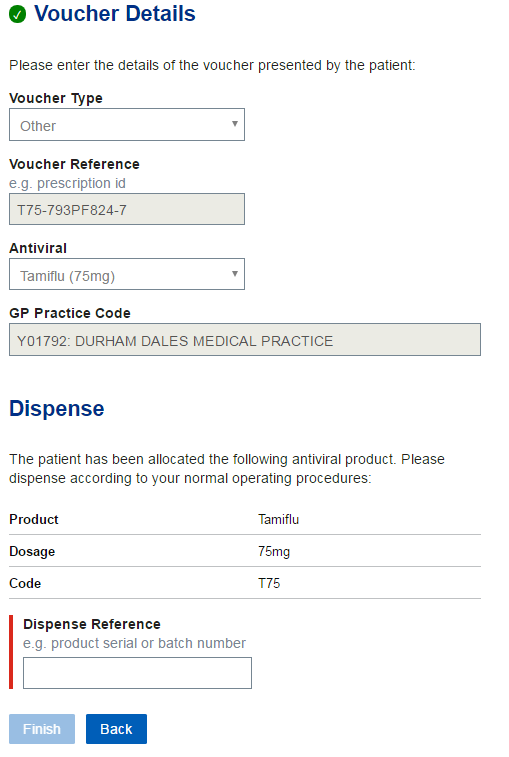 Voucher Details
Please enter the details of the voucher presented by the patient:
Voucher Type
Other
Voucher Reference
e.g. prescription id
T75-793PF824-7
Antiviral
Tamiflu (75mg)
GP Practice Code
Y01792: DURHAM DALES MEDICAL PRACTICE
Dispense
The patient has been allocated the following antiviral product. Please
dispense according to your normal operating procedures:
Product Tamiflu
Dosage 75mg
Code T75
Dispense Reference
e.g. product serial or batch number
Finish Back